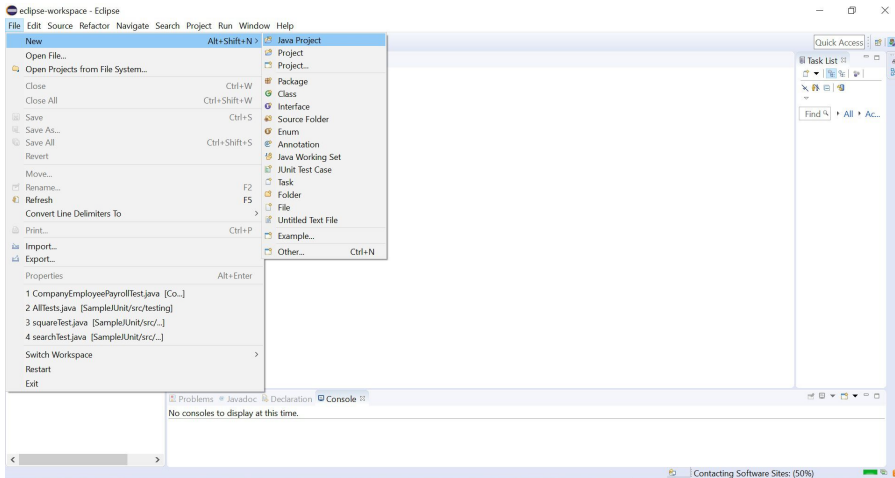 eclipse-workspace - Eclipse
File Edit Source Refactor Navigate Search Project Run Window Help
Quick Access
New Alt+Shift+N >
Open File...
Open Projects from File System...
Close Ctrl+W
Close All Ctrl+Shift+W
Save Ctrl+S
Save As...
Save All Ctrl+Shift+S
Revert
Move...
Rename... F2
Refresh F5
Convert Line Delimiters To >
Print... Ctrl+P
Import...
Export...
Properties Alt+Enter
1 CompanyEmployeePayrollTest.java [Co...]
2 AllTests.java [SampleJUnit/src/testing]
3 squareTest.java [SampleJUnit/src/...]
4 searchTest.java [SampleJUnit/src/...]
Switch Workspace >
Restart
Exit
Java Project
Project
Project...
Package
Class
Interface
Source Folder
Enum
Annotation
Java Working Set
JUnit Test Case
Task
Folder
File
Untitled Text File
Example...
Other... Ctrl+N
Task List
Find All Ac...
Problems Javadoc Declaration Console
No consoles to display at this time.
Contacting Software Sites: (50%)